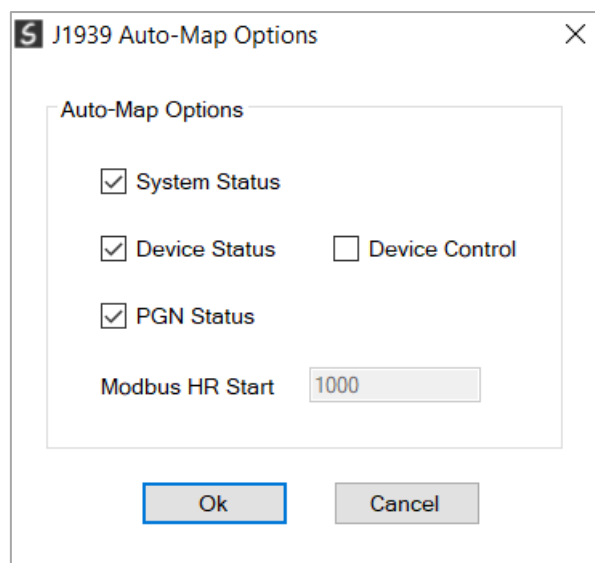 S J1939 Auto-Map Options
Auto-Map Options
System Status
Device Status Device Control
PGN Status
Modbus HR Start 1000
Ok Cancel